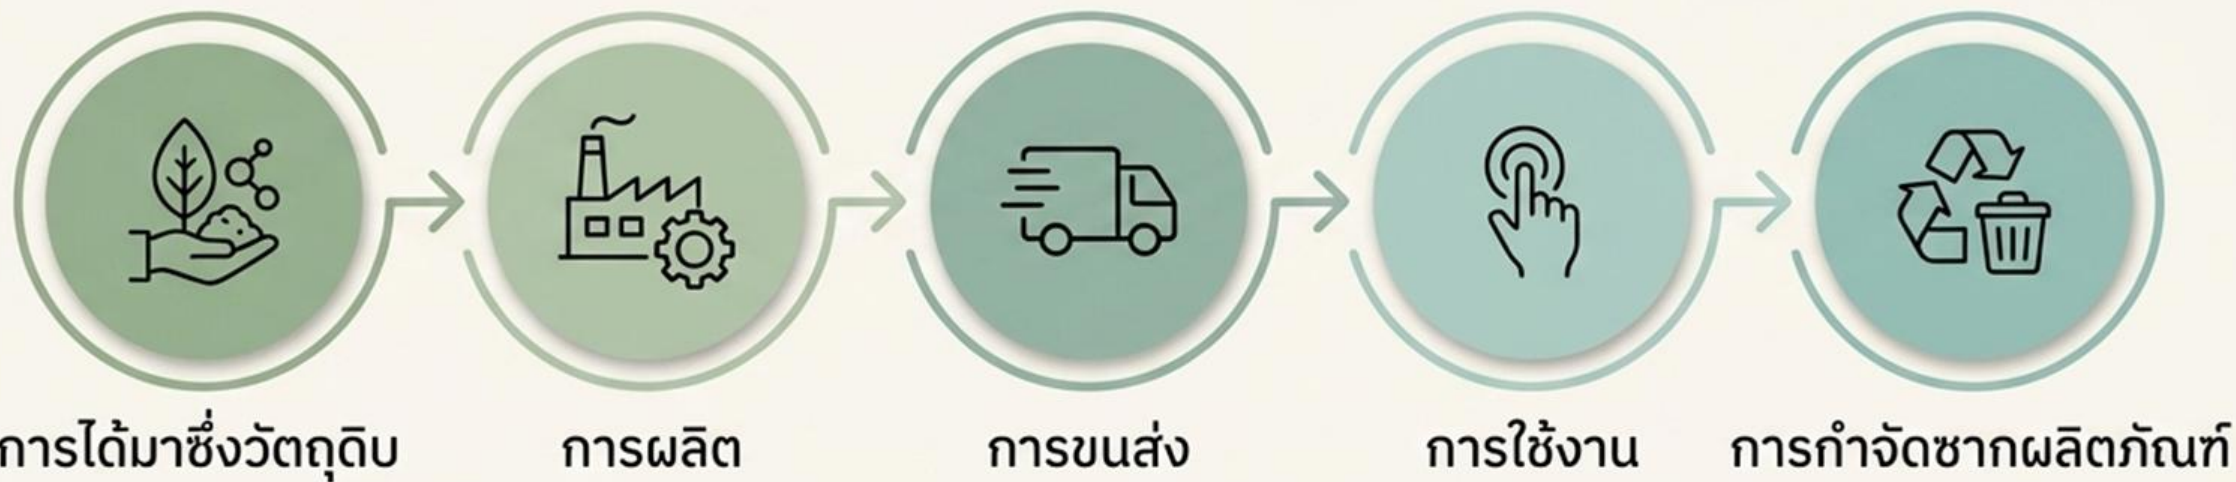 การได้มาซึ่งวัตถุดิบ
การผลิต
การขนส่ง
การใช้งาน
การกำจัดซากผลิตภัณฑ์